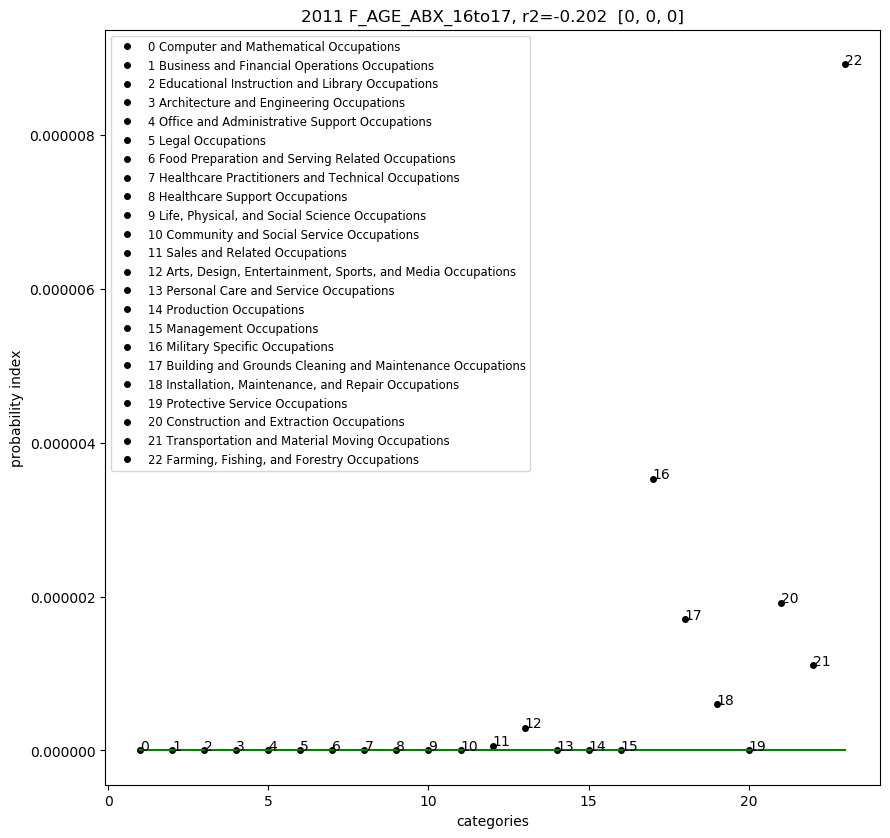 2011 F_AGE_ABX_16to17, r2=-0.202  [0, 0, 0]
0 Computer and Mathematical Occupations
1 Business and Financial Operations Occupations
2 Educational Instruction and Library Occupations
3 Architecture and Engineering Occupations
4 Office and Administrative Support Occupations
5 Legal Occupations
6 Food Preparation and Serving Related Occupations
7 Healthcare Practitioners and Technical Occupations
8 Healthcare Support Occupations
9 Life, Physical, and Social Science Occupations
10 Community and Social Service Occupations
11 Sales and Related Occupations
12 Arts, Design, Entertainment, Sports, and Media Occupations
13 Personal Care and Service Occupations
14 Production Occupations
15 Management Occupations
16 Military Specific Occupations
17 Building and Grounds Cleaning and Maintenance Occupations
18 Installation, Maintenance, and Repair Occupations
19 Protective Service Occupations
20 Construction and Extraction Occupations
21 Transportation and Material Moving Occupations
22 Farming, Fishing, and Forestry Occupations
22
0.000008
0.000006
probability index
0.000004
16
0.000002
20
17
21
18
12
11
0.000000
0 1 2 3 4 5 6 7 8 9 10 13 14 15 19
0 5 10 15 20
categories